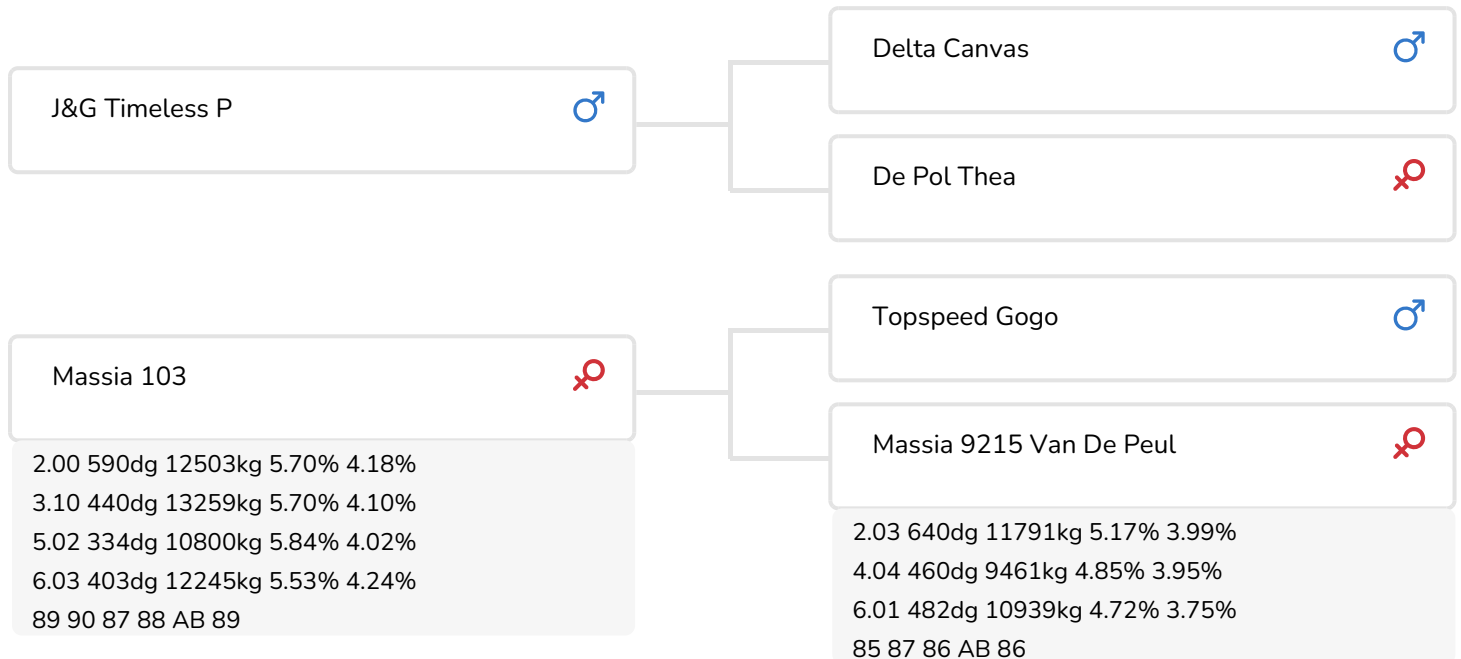 J&G Timeless P
Delta Canvas
De Pol Thea
Massia 103
2.00 590dg 12503kg 5.70% 4.18%
3.10 440dg 13259kg 5.70% 4.10%
5.02 334dg 10800kg 5.84% 4.02%
6.03 403dg 12245kg 5.53% 4.24%
89 90 87 88 AB 89
Topspeed Gogo
Massia 9215 Van De Peul
2.03 640dg 11791kg 5.17% 3.99%
4.04 460dg 9461kg 4.85% 3.95%
6.01 482dg 10939kg 4.72% 3.75%
85 87 86 AB 86